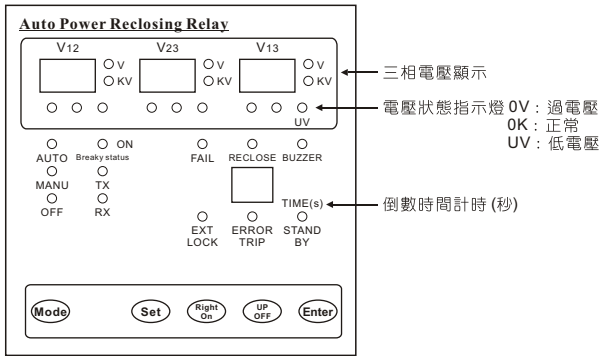 Auto Power Reclosing Relay
V12 V23 V13
V V V
KV KV KV
三相電壓顯示
電壓狀態指示燈 0V：過電壓
0K：正常
UV：低電壓
UV
ON
AUTO Breaky status FAIL RECLOSE BUZZER
MANU TX
OFF RX
TIME(s)
倒數時間計時 (秒)
EXT LOCK ERROR TRIP STAND BY
Mode Set Right On UP OFF Enter